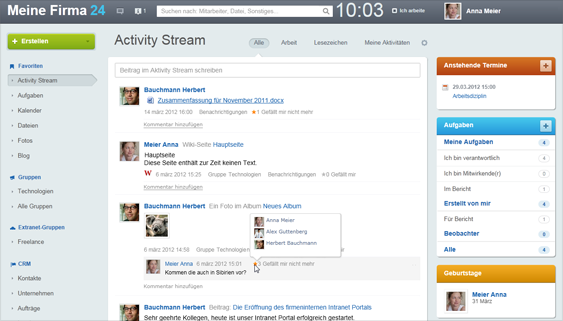 Meine Firma 24
1
Suchen nach: Mitarbeiter, Datei, Sonstiges...
10:03
Ich arbeite
Anna Meier
+ Erstellen
Favoriten
Activity Stream
Aufgaben
Kalender
Dateien
Fotos
Blog
Gruppen
Technologien
Alle Gruppen
Extranet-Gruppen
Freelance
CRM
Kontakte
Unternehmen
Aufträge
Activity Stream
Alle
Arbeit
Lesezeichen
Meine Aktivitäten
Beitrag im Aktivity Stream schreiben
Bauchmann Herbert
Zusammenfassung für November 2011.docx
14 märz 2012 16:00 Benachrichtigungen 1 Gefällt mir nicht mehr
Kommentar hinzufügen
Meier Anna Wiki-Seite Hauptseite
Hauptseite
Diese Seite enthält zur Zeit keinen Text.
W 6 märz 2012 15:25 Gruppe Technologien Benachrichtigungen 0 Gefällt mir
Kommentar hinzufügen
Bauchmann Herbert Ein Foto im Album Neues Album
6 märz 2012 14:56 Gruppe Technologien
Anna Meier
Alex Guttenberg
Herbert Bauchmann
Meier Anna 6 märz 2012 15:01 3 Gefällt mir nicht mehr
Kommen die auch in Sibirien vor?
Kommentar hinzufügen
Bauchmann Herbert Beitrag: Die Eröffnung des firmeninternen Intranet Portals
Sehr geehrte Kollegen, heute ist unser Intranet Portal erfolgreich gestartet.
Anstehende Termine
20.03.2012 15:00
Arbeitsdiziplin
Aufgaben
Meine Aufgaben 4
Ich bin verantwortlich 4
Ich bin Mitwirkende(r)
Im Bericht 1
Erstellt von mir 4
Für Bericht 1
Beobachter 6
Alle 4
Geburtstage
Anna Meier
31 März